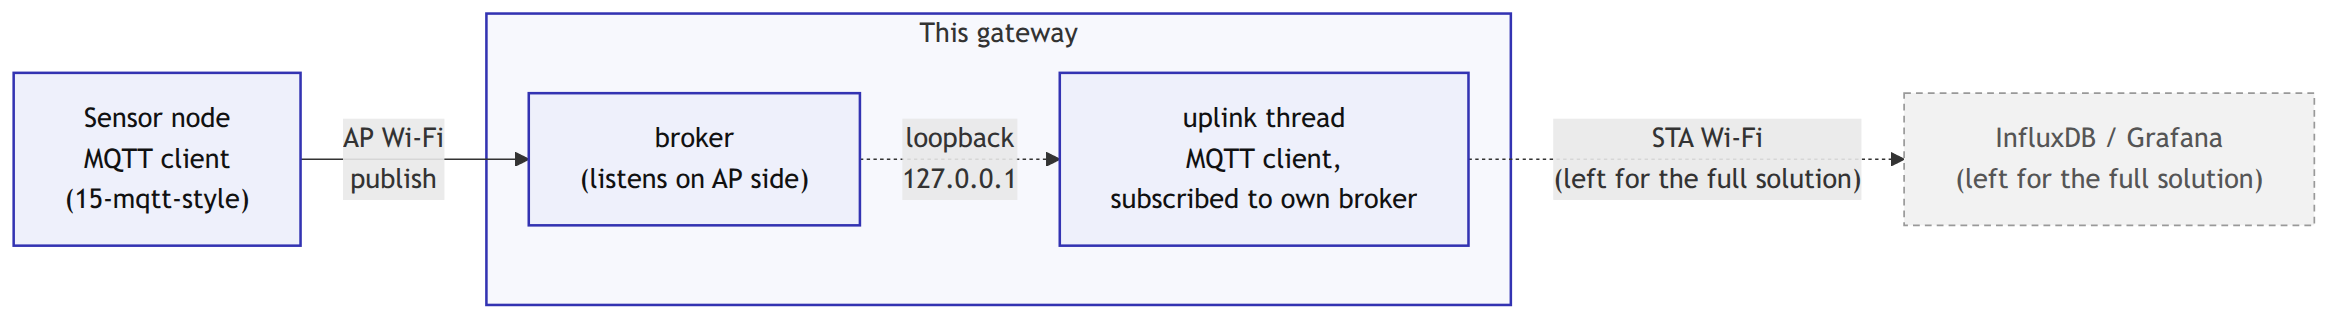 This gateway
Sensor node
MQTT client
(15-mqtt-style)
AP Wi-Fi
publish
broker
(listens on AP side)
loopback
127.0.0.1
uplink thread
MQTT client,
subscribed to own broker
STA Wi-Fi
(left for the full solution)
InfluxDB / Grafana
(left for the full solution)